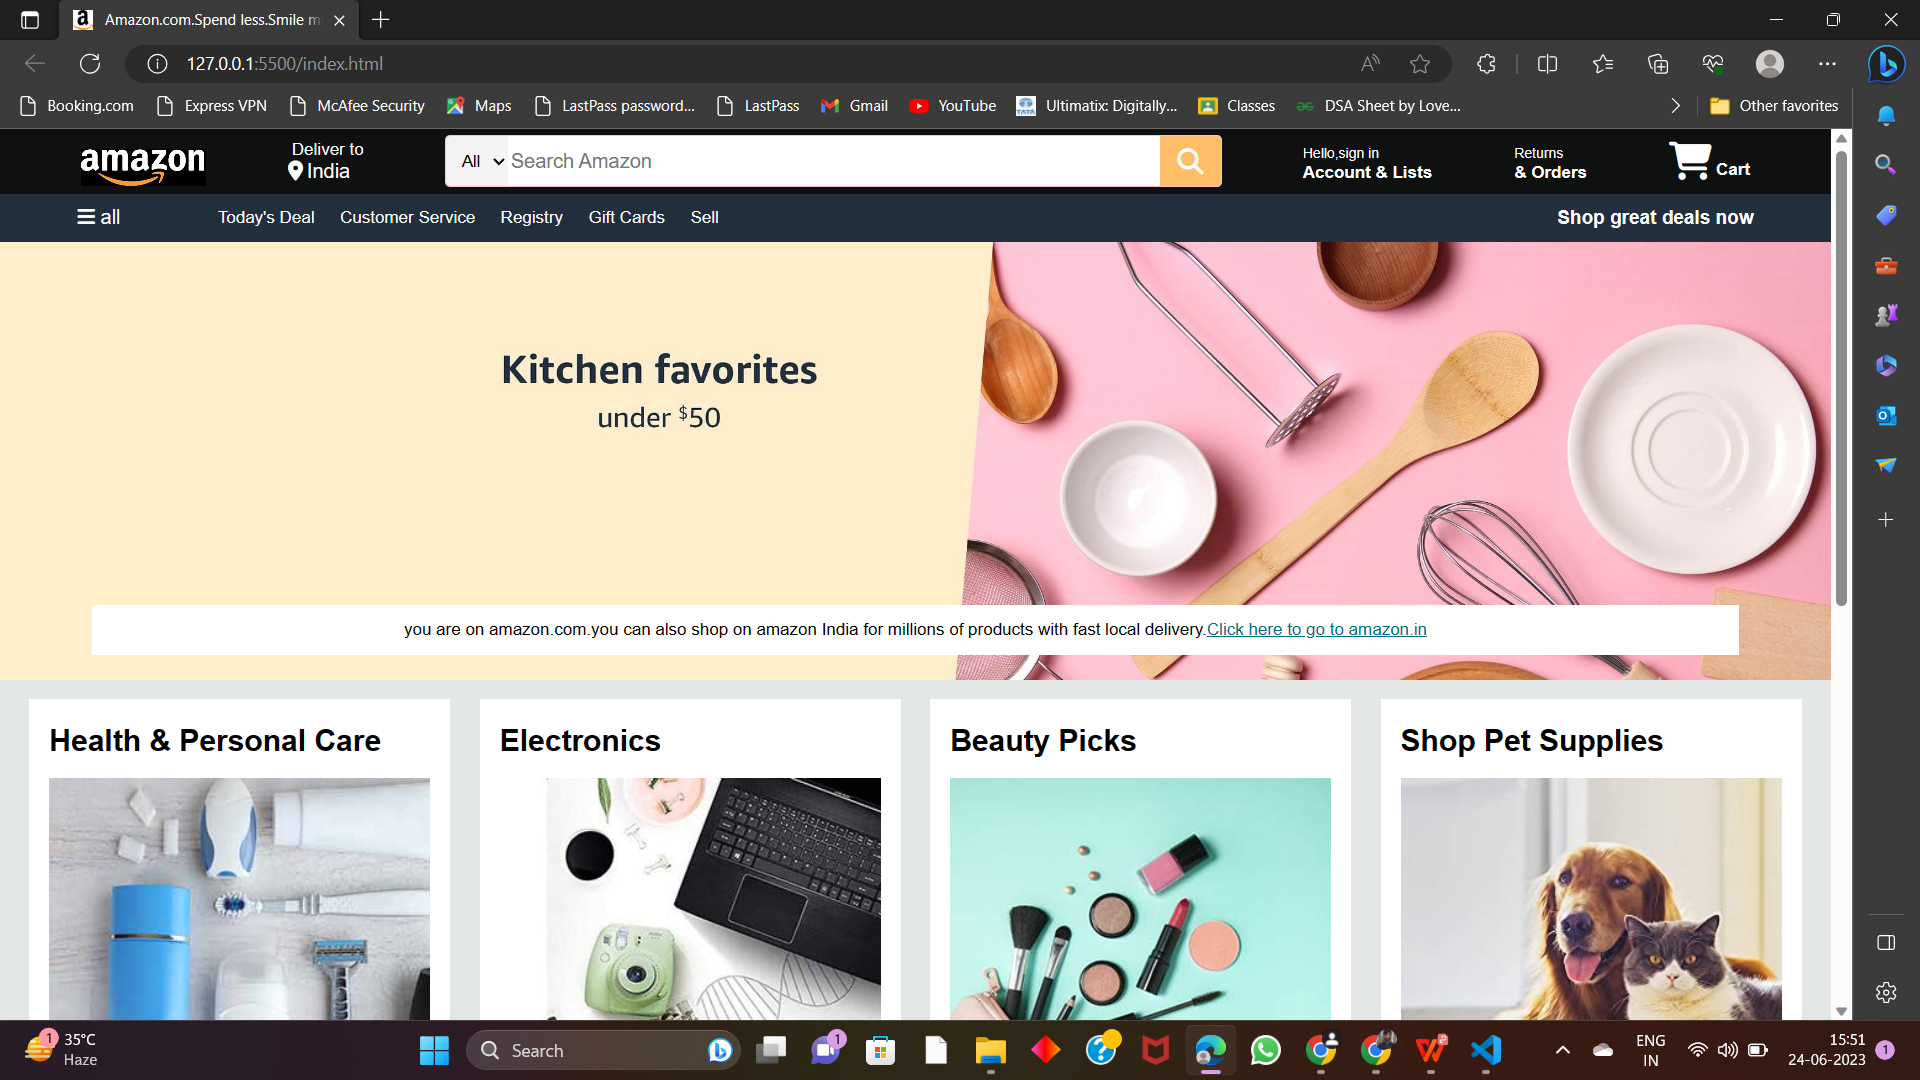 Amazon.com.Spend less.Smile m
127.0.0.1:5500/index.html
Booking.com Express VPN McAfee Security Maps LastPass password... LastPass Gmail YouTube Ultimatix: Digitally... Classes DSA Sheet by Love... Other favorites
amazon
Deliver to
India
All Search Amazon
Hello,sign in
Account & Lists
Returns
& Orders
Cart
all Today's Deal Customer Service Registry Gift Cards Sell Shop great deals now
Kitchen favorites
under $50
you are on amazon.com.you can also shop on amazon India for millions of products with fast local delivery.Click here to go to amazon.in
Health & Personal Care
Electronics
Beauty Picks
Shop Pet Supplies
1
35°C
Haze
Search
1
ENG
IN
15:51
24-06-2023
1